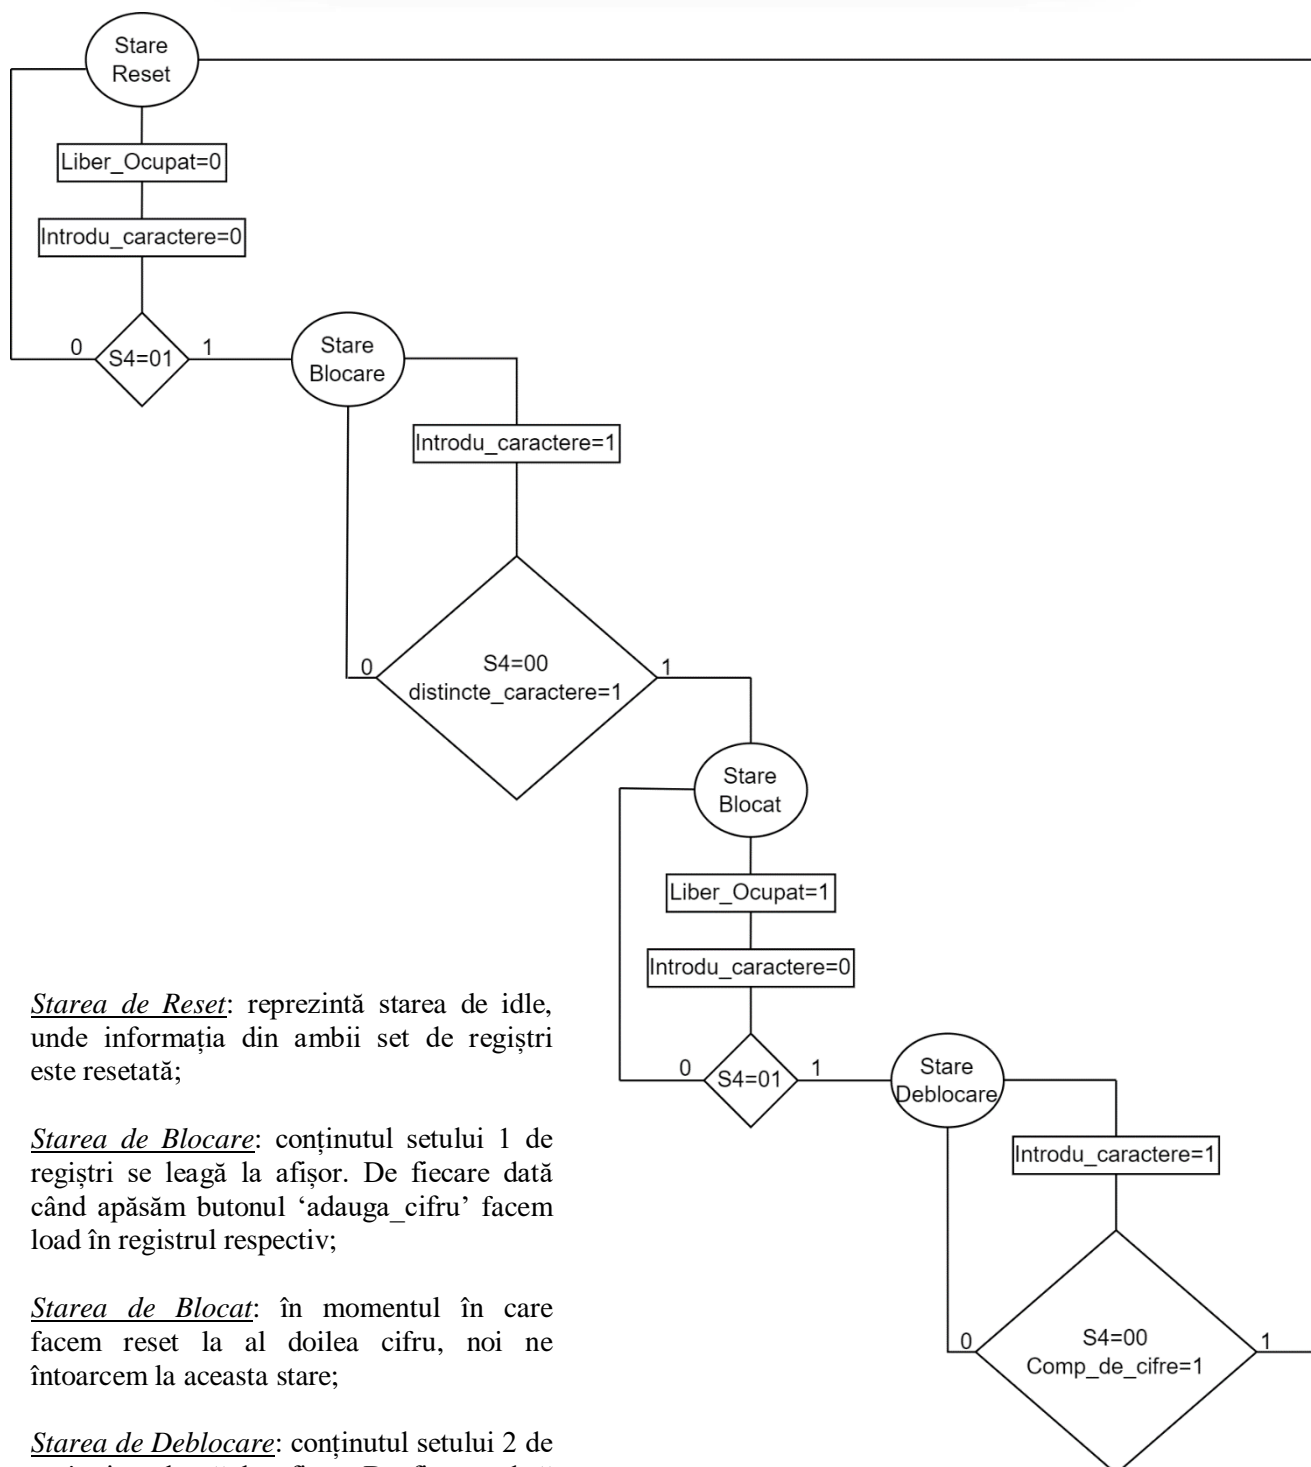 Stare
Reset
Liber_Ocupat=0
Introdu_caractere=0
0
S4=01
1
Stare
Blocare
Introdu_caractere=1
0
S4=00
distincte_caractere=1
1
Stare
Blocat
Liber_Ocupat=1
Introdu_caractere=0
0
S4=01
1
Stare
Deblocare
Introdu_caractere=1
0
S4=00
Comp_de_cifre=1
1
Starea de Reset: reprezintă starea de idle,
unde informația din ambii set de regiștri
este resetată;
Starea de Blocare: conținutul setului 1 de
regiștri se leagă la afișor. De fiecare dată
când apăsăm butonul ‘adauga_cifru’ facem
load în registrul respectiv;
Starea de Blocat: în momentul în care
facem reset la al doilea cifru, noi ne
întoarcem la aceasta stare;
Starea de Deblocare: conținutul setului 2 de